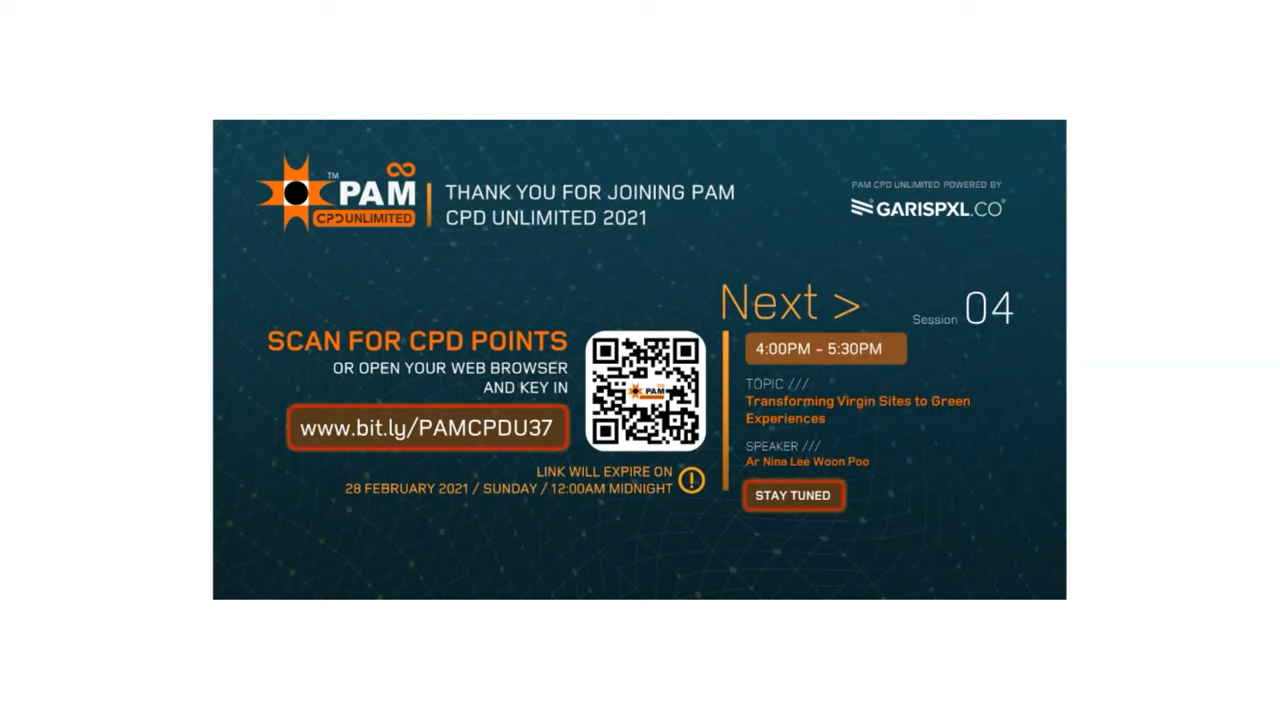 ™
PAM
CPD UNLIMITED
THANK YOU FOR JOINING PAM
CPD UNLIMITED 2021
PAM CPD UNLIMITED POWERED BY
GARISPXL.CO®
Next >
Session 04
SCAN FOR CPD POINTS
OR OPEN YOUR WEB BROWSER
AND KEY IN
www.bit.ly/PAMCPDU37
LINK WILL EXPIRE ON
28 FEBRUARY 2021 / SUNDAY / 12:00AM MIDNIGHT
PAM
4:00PM - 5:30PM
TOPIC ///
Transforming Virgin Sites to Green
Experiences
SPEAKER ///
Ar Nina Lee Woon Poo
STAY TUNED